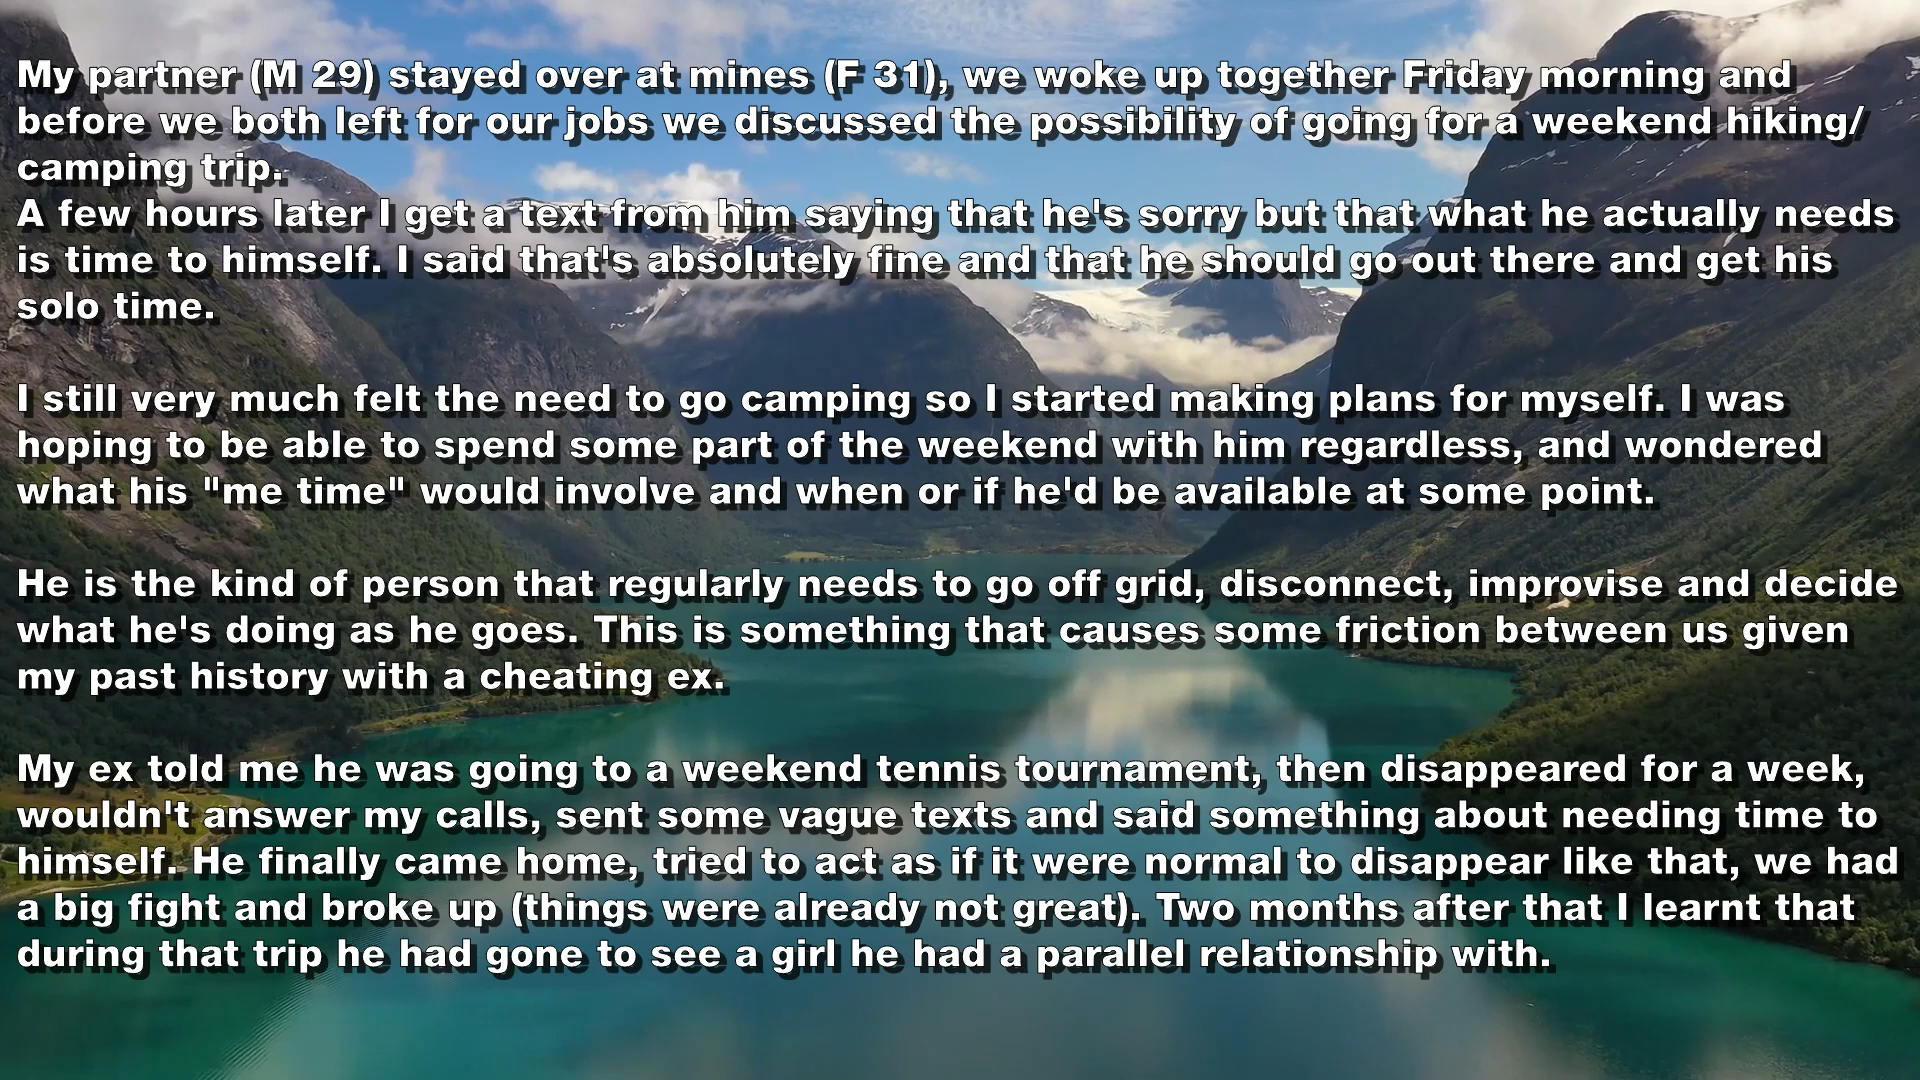 My partner (M 29) stayed over at mines (F 31), we woke up together Friday morning and
before we both left for our jobs we discussed the possibility of going for a weekend hiking/
camping trip.
A few hours later I get a text from him saying that he's sorry but that what he actually needs
is time to himself. I said that's absolutely fine and that he should go out there and get his
solo time.
I still very much felt the need to go camping so I started making plans for myself. I was
hoping to be able to spend some part of the weekend with him regardless, and wondered
what his "me time" would involve and when or if he'd be available at some point.
He is the kind of person that regularly needs to go off grid, disconnect, improvise and decide
what he's doing as he goes. This is something that causes some friction between us given
my past history with a cheating ex.
My ex told me he was going to a weekend tennis tournament, then disappeared for a week,
wouldn't answer my calls, sent some vague texts and said something about needing time to
himself. He finally came home, tried to act as if it were normal to disappear like that, we had
a big fight and broke up (things were already not great). Two months after that I learnt that
during that trip he had gone to see a girl he had a parallel relationship with.